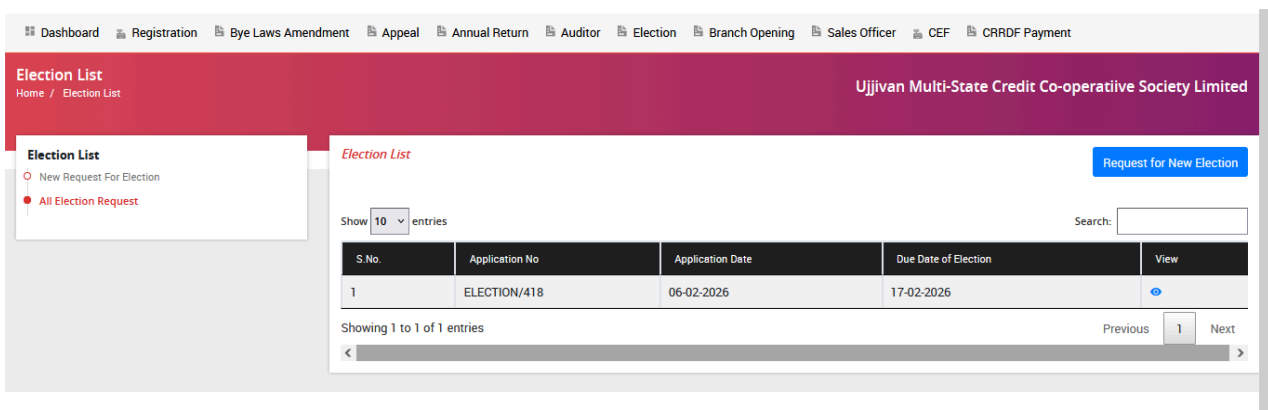 Dashboard Registration Bye Laws Amendment Appeal Annual Return Auditor Election Branch Opening Sales Officer CEF CRRDF Payment
Election List
Home / Election List
Ujjivan Multi-State Credit Co-operatiive Society Limited
Election List
New Request For Election
All Election Request
Election List
Request for New Election
Show 10 entries
Search:
S.No. Application No Application Date Due Date of Election View
1 ELECTION/418 06-02-2026 17-02-2026
Showing 1 to 1 of 1 entries
Previous 1 Next